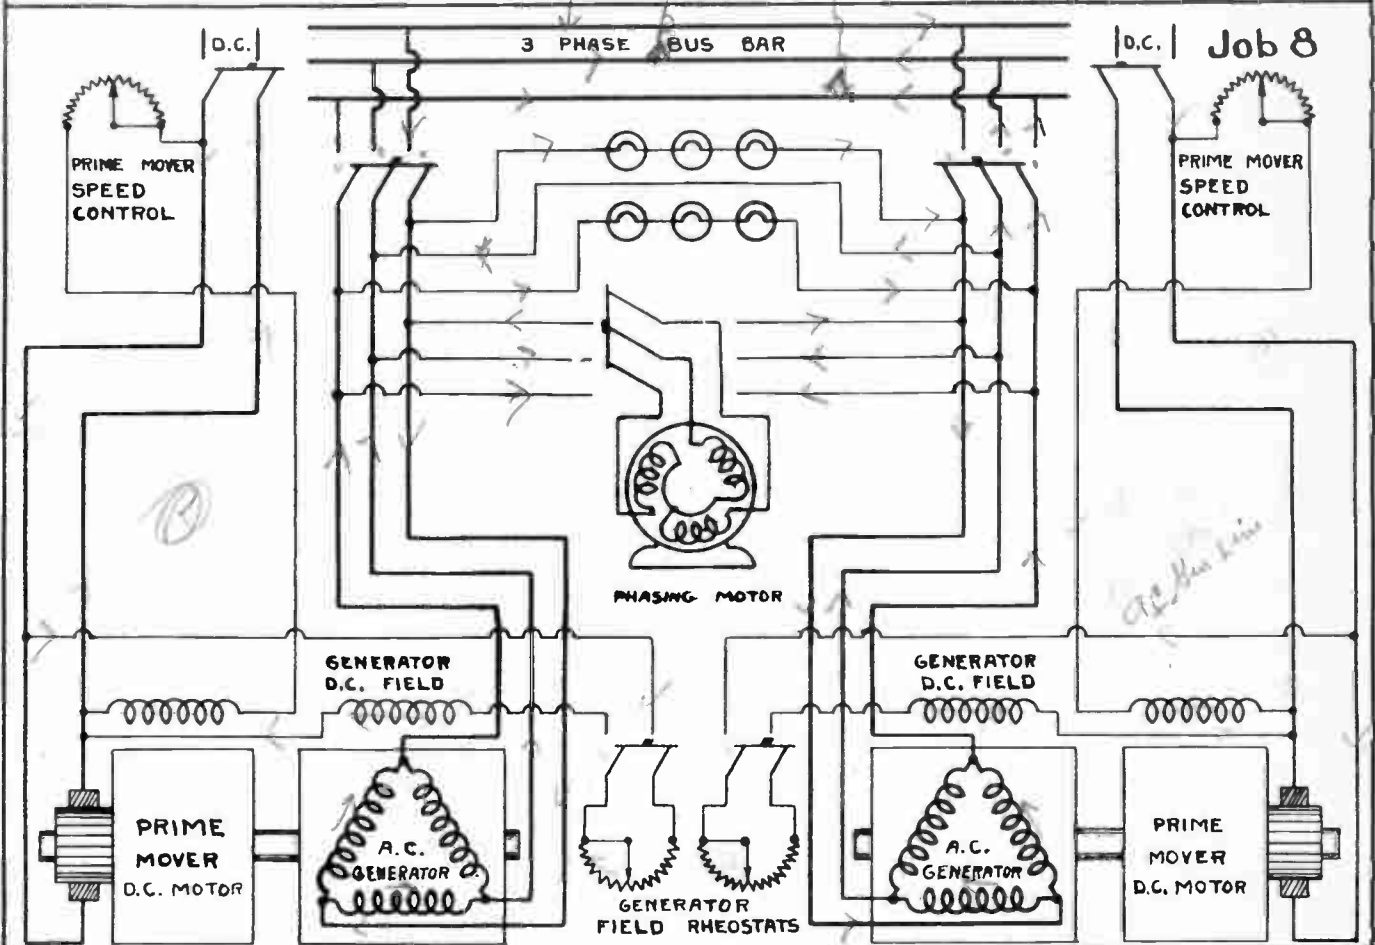 D.C.
3 PHASE BUS BAR
D.C.
Job 8
PRIME MOVER
SPEED
CONTROL
PRIME MOVER
SPEED
CONTROL
PHASING MOTOR
GENERATOR
D.C. FIELD
GENERATOR
D.C. FIELD
PRIME
MOVER
D.C. MOTOR
A.C.
GENERATOR
A.C.
GENERATOR
PRIME
MOVER
D.C. MOTOR
GENERATOR
FIELD RHEOSTATS